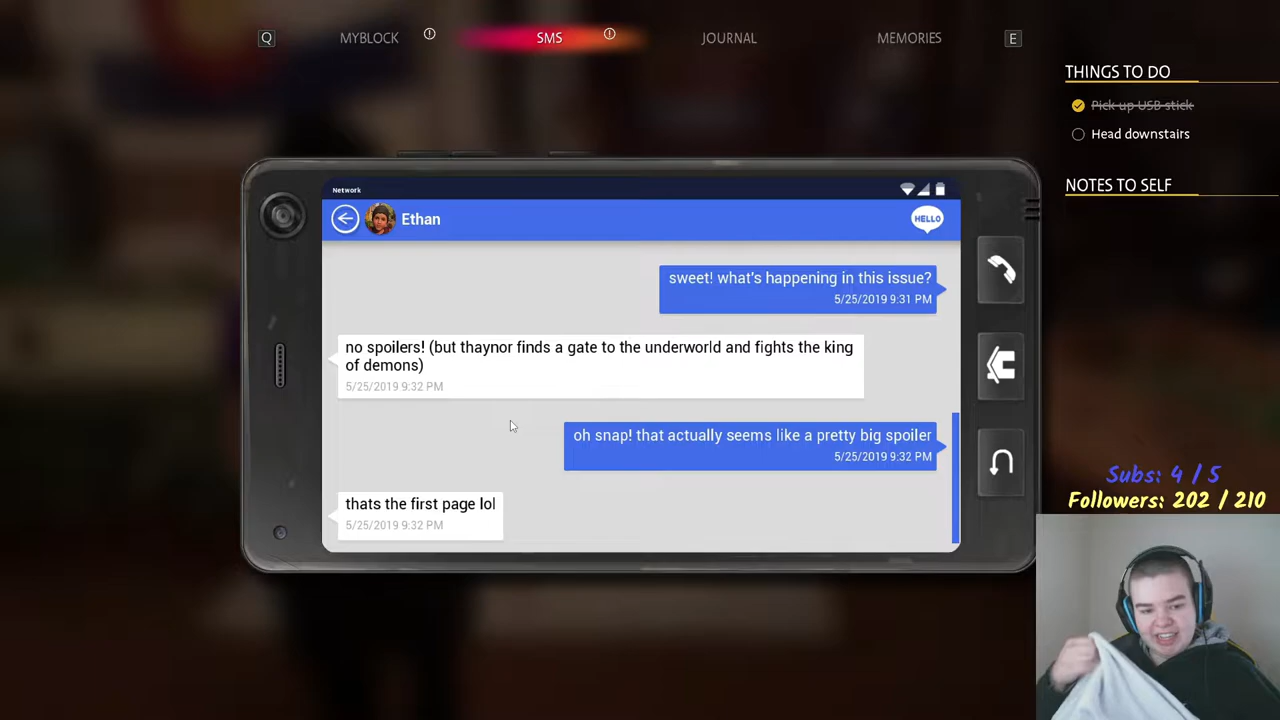 Q
MYBLOCK
SMS
JOURNAL
MEMORIES
E
THINGS TO DO
Pick up USB stick
Head downstairs
NOTES TO SELF
Network
Ethan
HELLO
sweet! what's happening in this issue?
5/25/2019 9:31 PM
no spoilers! (but thaynor finds a gate to the underworld and fights the king
of demons)
5/25/2019 9:32 PM
oh snap! that actually seems like a pretty big spoiler
5/25/2019 9:32 PM
thats the first page lol
5/25/2019 9:32 PM
Subs: 4 / 5
Followers: 202 / 210